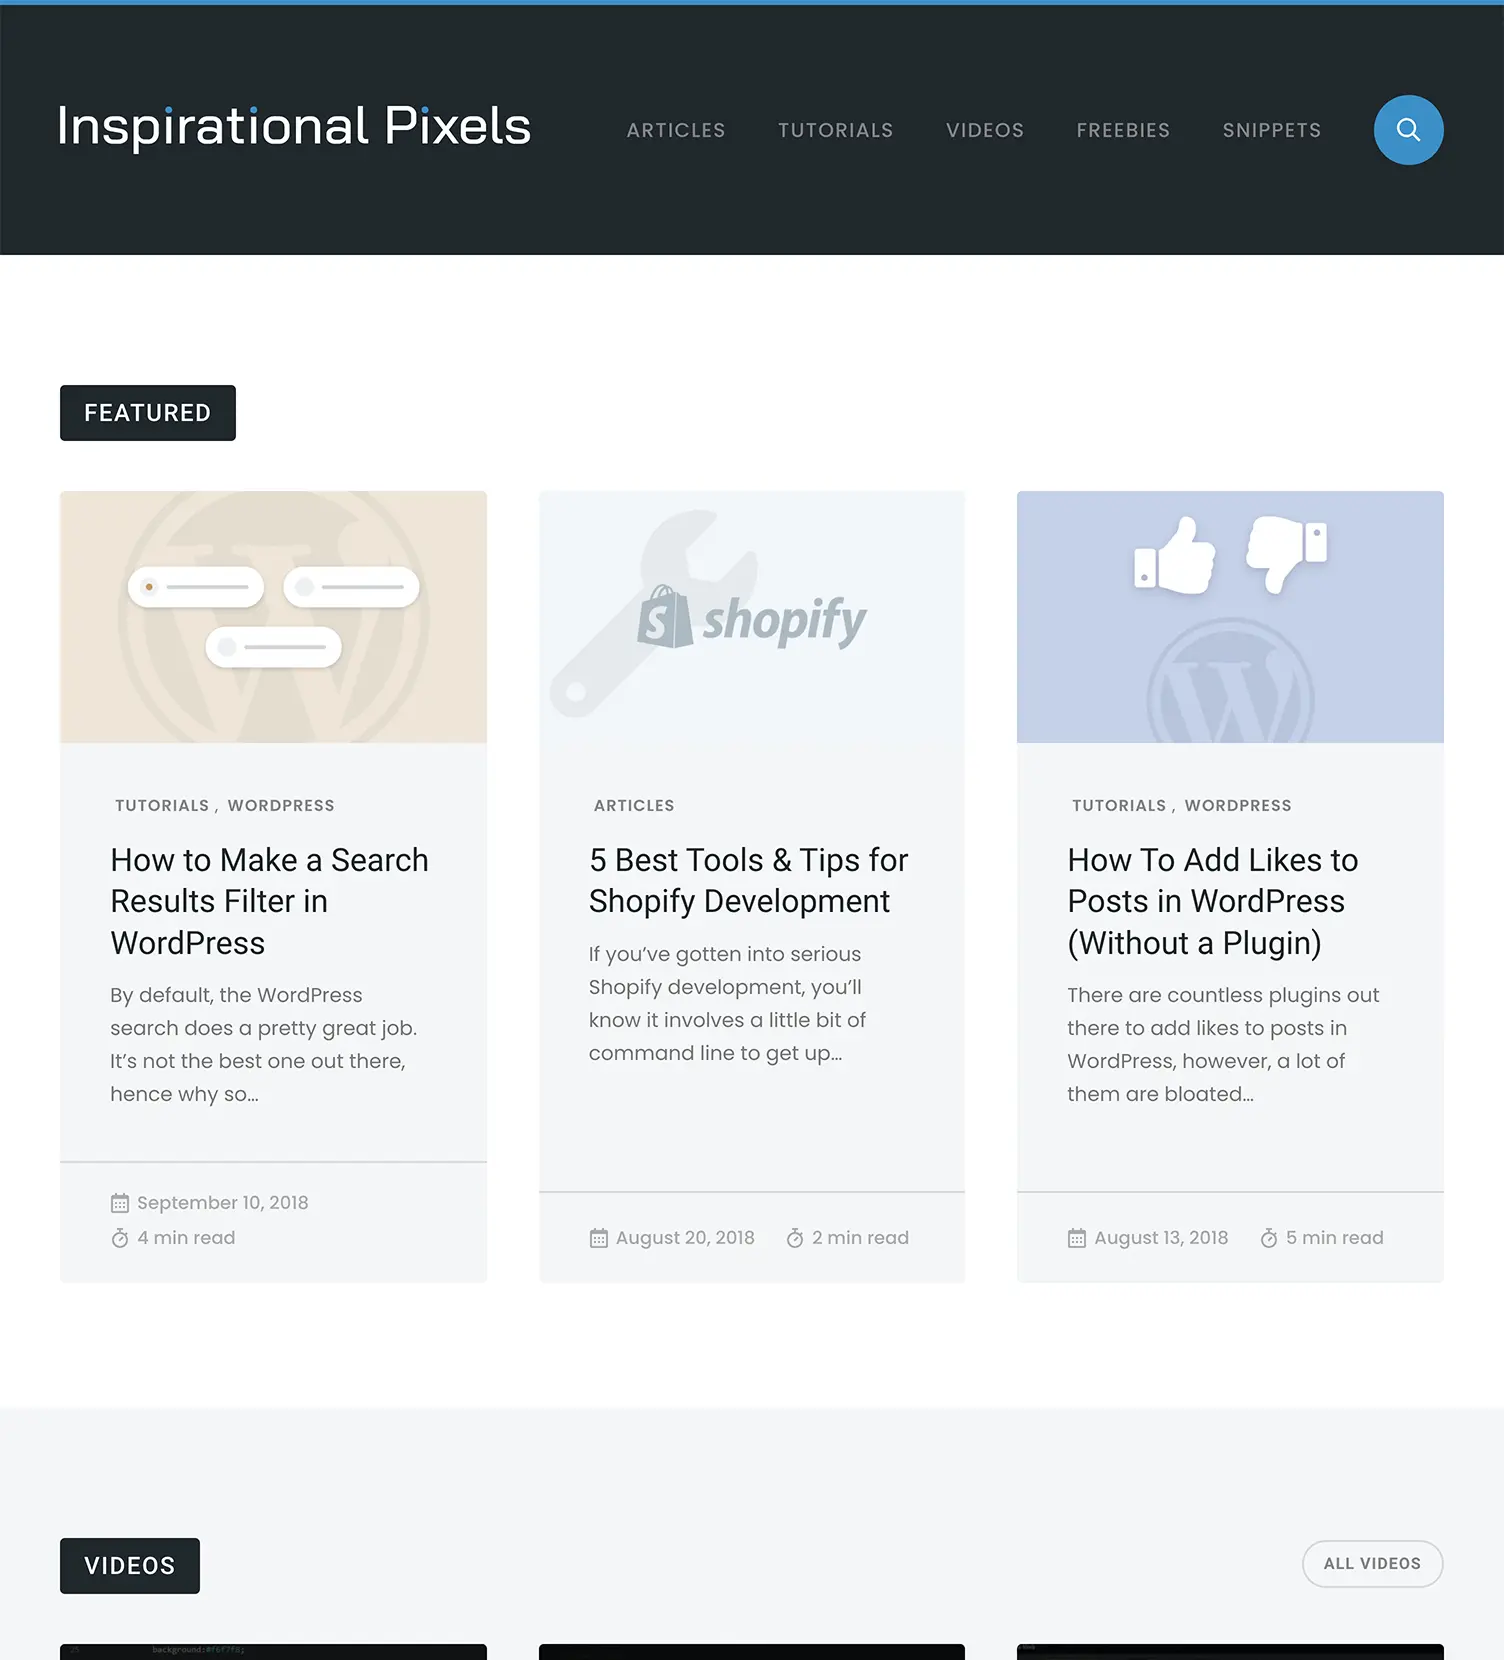 Inspirational Pixels
ARTICLES TUTORIALS VIDEOS FREEBIES SNIPPETS
FEATURED
shopify
TUTORIALS , WORDPRESS
How to Make a Search
Results Filter in
WordPress
By default, the WordPress
search does a pretty great job.
It’s not the best one out there,
hence why so...
September 10, 2018
4 min read
ARTICLES
5 Best Tools & Tips for
Shopify Development
If you’ve gotten into serious
Shopify development, you’ll
know it involves a little bit of
command line to get up...
August 20, 2018 2 min read
TUTORIALS , WORDPRESS
How To Add Likes to
Posts in WordPress
(Without a Plugin)
There are countless plugins out
there to add likes to posts in
WordPress, however, a lot of
them are bloated...
August 13, 2018 5 min read
VIDEOS
ALL VIDEOS
background:#f6f7f8;